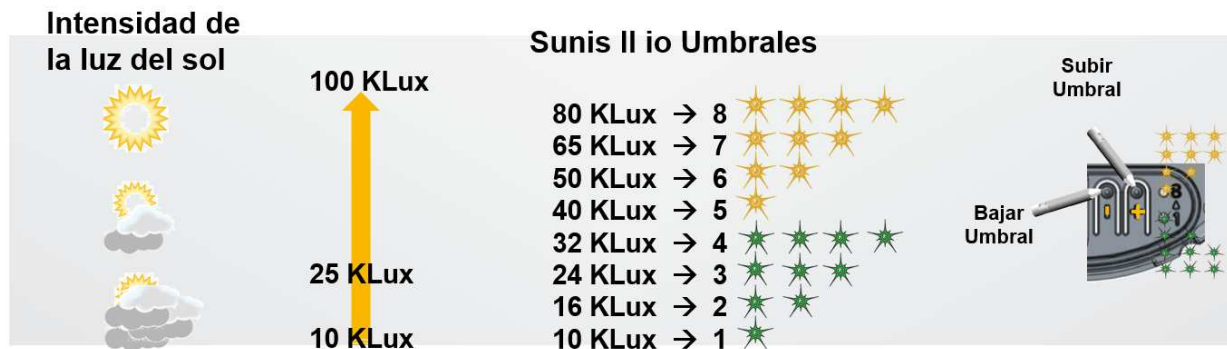 Intensidad de
la luz del sol
100 KLux
25 KLux
10 KLux
Sunis II io Umbrales
80 KLux → 8
65 KLux → 7
50 KLux → 6
40 KLux → 5
32 KLux → 4
24 KLux → 3
16 KLux → 2
10 KLux → 1
Subir
Umbral
Bajar
Umbral
- +
8
1